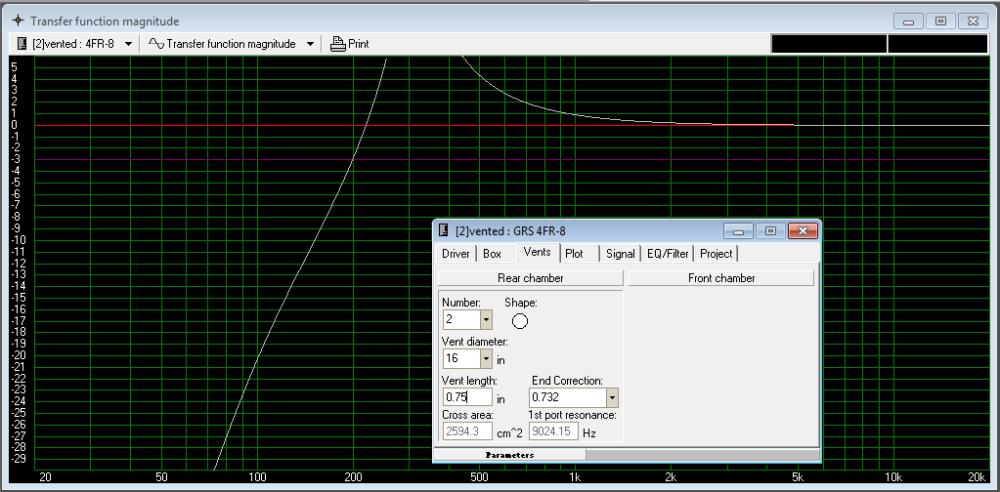 Transfer function magnitude
[2]vented : 4FR-8 Transfer function magnitude Print
5
4
3
2
1
0
-1
-2
-3
-4
-5
-6
-7
-8
-9
-10
-11
-12
-13
-14
-15
-16
-17
-18
-19
-20
-21
-22
-23
-24
-25
-26
-27
-28
-29
20 50 100 200 500 1k 2k 5k 10k 20k
[2]vented : GRS 4FR-8
Driver Box Vents Plot Signal EQ/Filter Project
Rear chamber Front chamber
Number: Shape:
2
Vent diameter:
16 in
Vent length: End Correction:
0.75 in 0.732
Cross area: 1st port resonance:
2594.3 cm^2 9024.15 Hz
Parameters